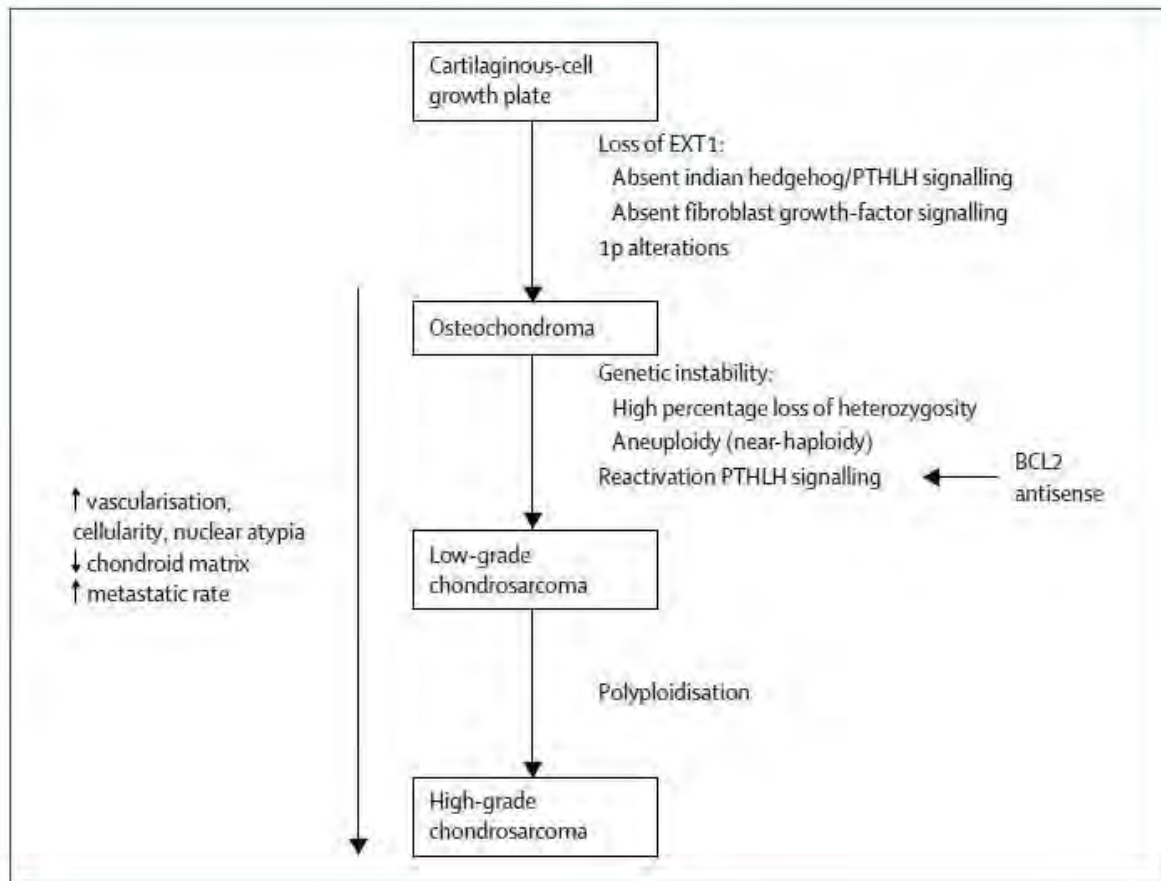 Cartilaginous-cell
growth plate
Loss of EXT1:
Absent indian hedgehog/PTHLH signalling
Absent fibroblast growth-factor signalling
1p alterations
Osteochondroma
Genetic instability:
High percentage loss of heterozygosity
Aneuploidy (near-haploidy)
Reactivation PTHLH signalling
BCL2
antisense
↑ vascularisation,
cellularity, nuclear atypia
↓ chondroid matrix
↑ metastatic rate
Low-grade
chondrosarcoma
Polyploidisation
High-grade
chondrosarcoma